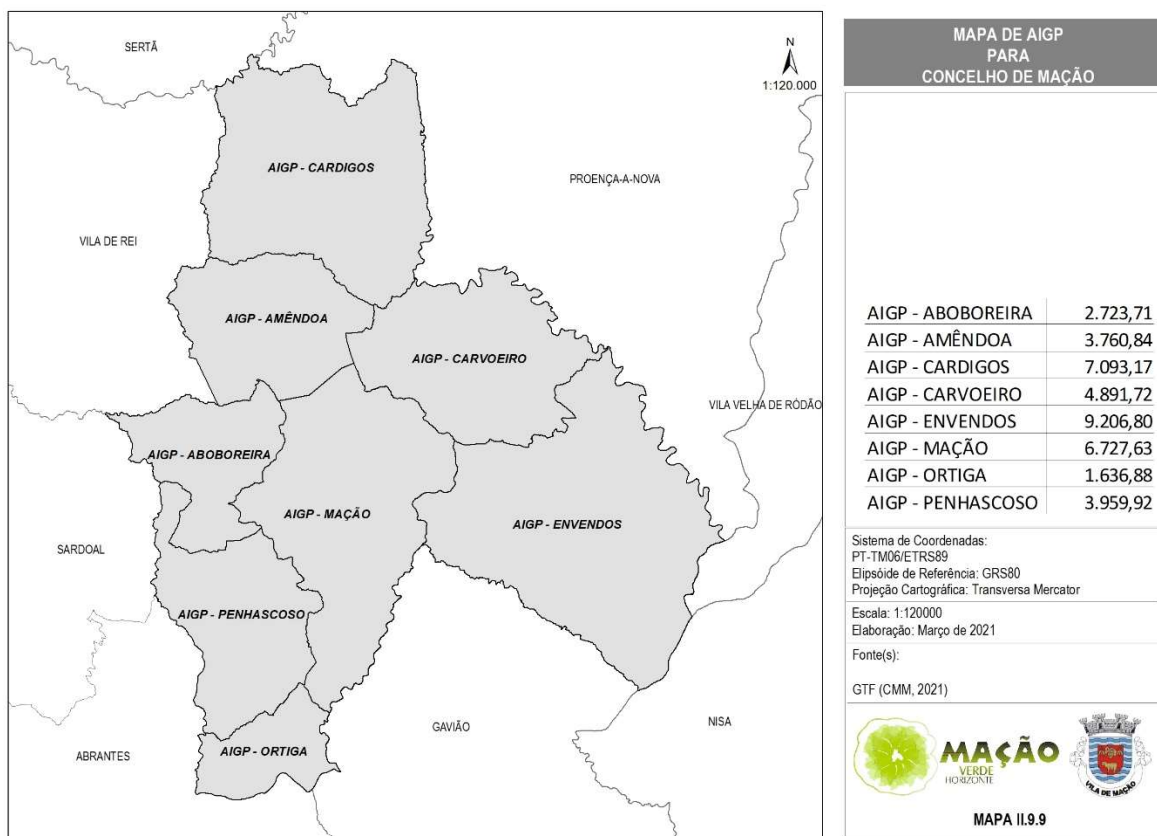 SERTÃ
N
1:120.000
AIGP - CARDIGOS
PROENÇA-A-NOVA
VILA DE REI
AIGP - AMÊNDOA
AIGP - CARVOEIRO
VILA VELHA DE RÓDÃO
AIGP - ABOBOREIRA
AIGP - MAÇÃO
AIGP - ENVENDOS
SARDOAL
AIGP - PENHASCOSO
GAVIÃO
NISA
ABRANTES
AIGP - ORTIGA
MAPA DE AIGP
PARA
CONCELHO DE MAÇÃO
AIGP - ABOBOREIRA 2.723,71
AIGP - AMÊNDOA 3.760,84
AIGP - CARDIGOS 7.093,17
AIGP - CARVOEIRO 4.891,72
AIGP - ENVENDOS 9.206,80
AIGP - MAÇÃO 6.727,63
AIGP - ORTIGA 1.636,88
AIGP - PENHASCOSO 3.959,92
Sistema de Coordenadas:
PT-TM06/ETRS89
Elipsóide de Referência: GRS80
Projeção Cartográfica: Transversa Mercator
Escala: 1:120000
Elaboração: Março de 2021
Fonte(s):
GTF (CMM, 2021)
MAÇÃO
VERDE
HORIZONTE
VILA DE MAÇÃO
MAPA II.9.9